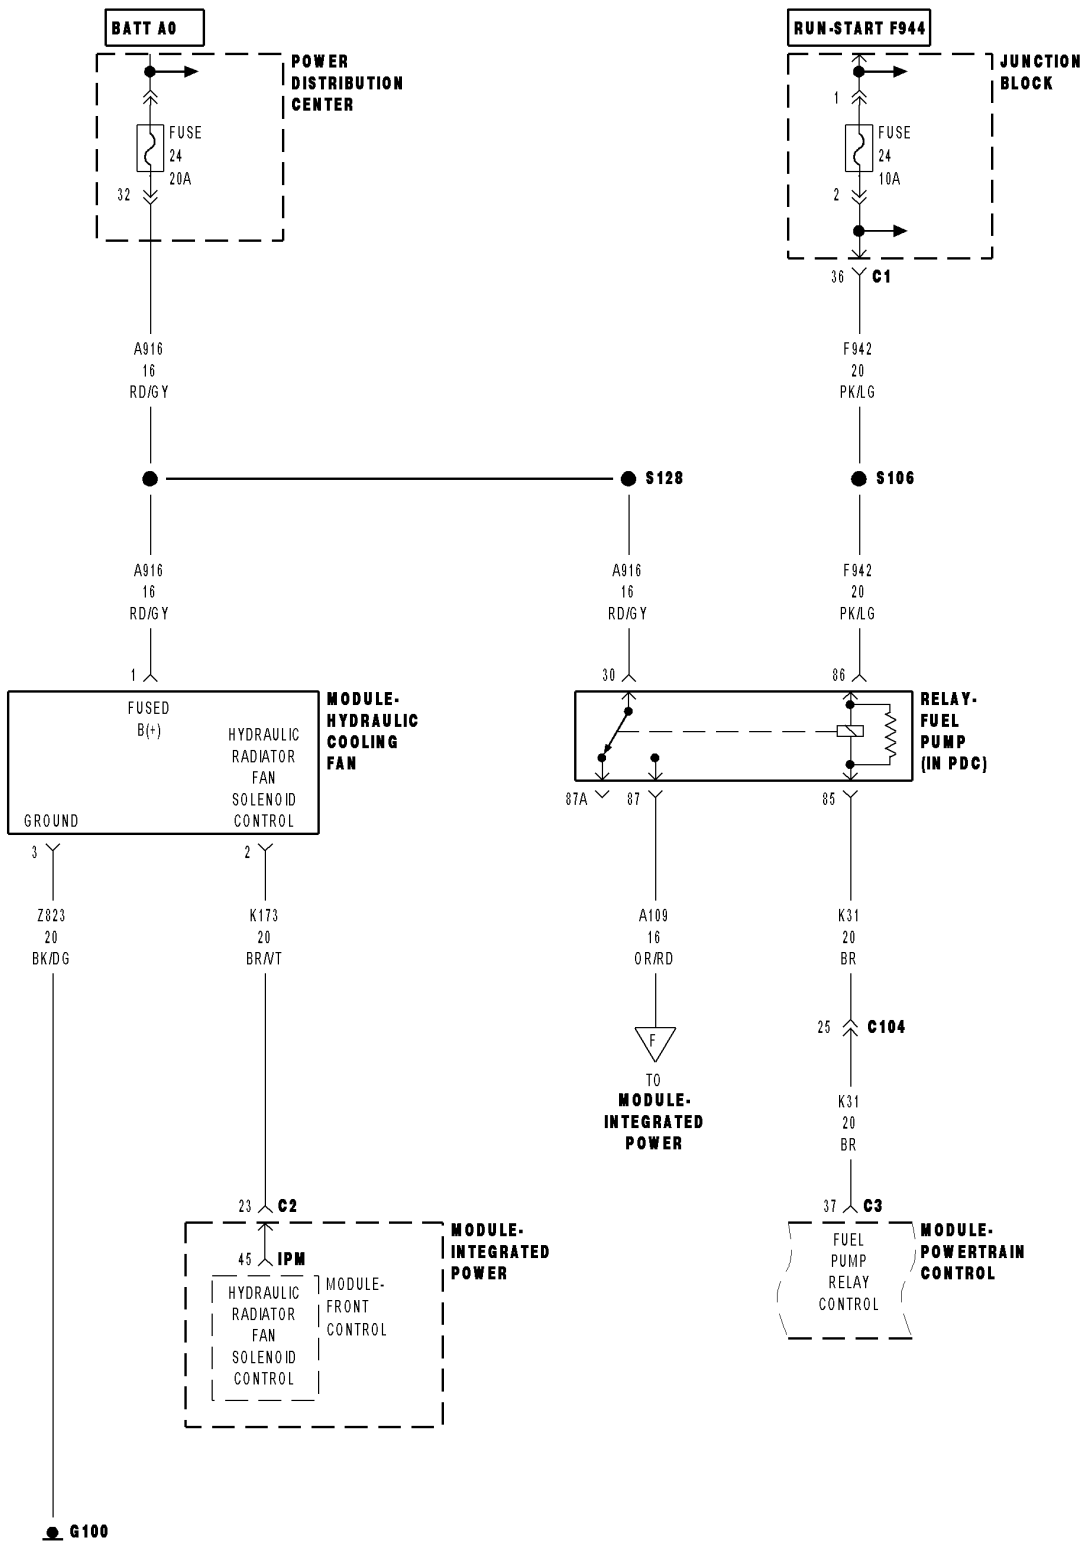 BATT A0
RUN-START F944
POWER
DISTRIBUTION
CENTER
JUNCTION
BLOCK
FUSE
24
20A
32
1
FUSE
24
10A
2
36 C1
A916
16
RD/GY
F942
20
PK/LG
S128
S106
A916
16
RD/GY
A916
16
RD/GY
F942
20
PK/LG
1
30
86
FUSED
B(+)
HYDRAULIC
RADIATOR
FAN
SOLENOID
CONTROL
GROUND
MODULE-
HYDRAULIC
COOLING
FAN
RELAY-
FUEL
PUMP
(IN PDC)
3
2
87A
87
85
Z823
20
BK/DG
K173
20
BR/VT
A109
16
OR/RD
K31
20
BR
25 C104
F
TO
MODULE-
INTEGRATED
POWER
K31
20
BR
23 C2
37 C3
45 IPM
HYDRAULIC
RADIATOR
FAN
SOLENOID
CONTROL
MODULE-
FRONT
CONTROL
MODULE-
INTEGRATED
POWER
FUEL
PUMP
RELAY
CONTROL
MODULE-
POWERTRAIN
CONTROL
G100